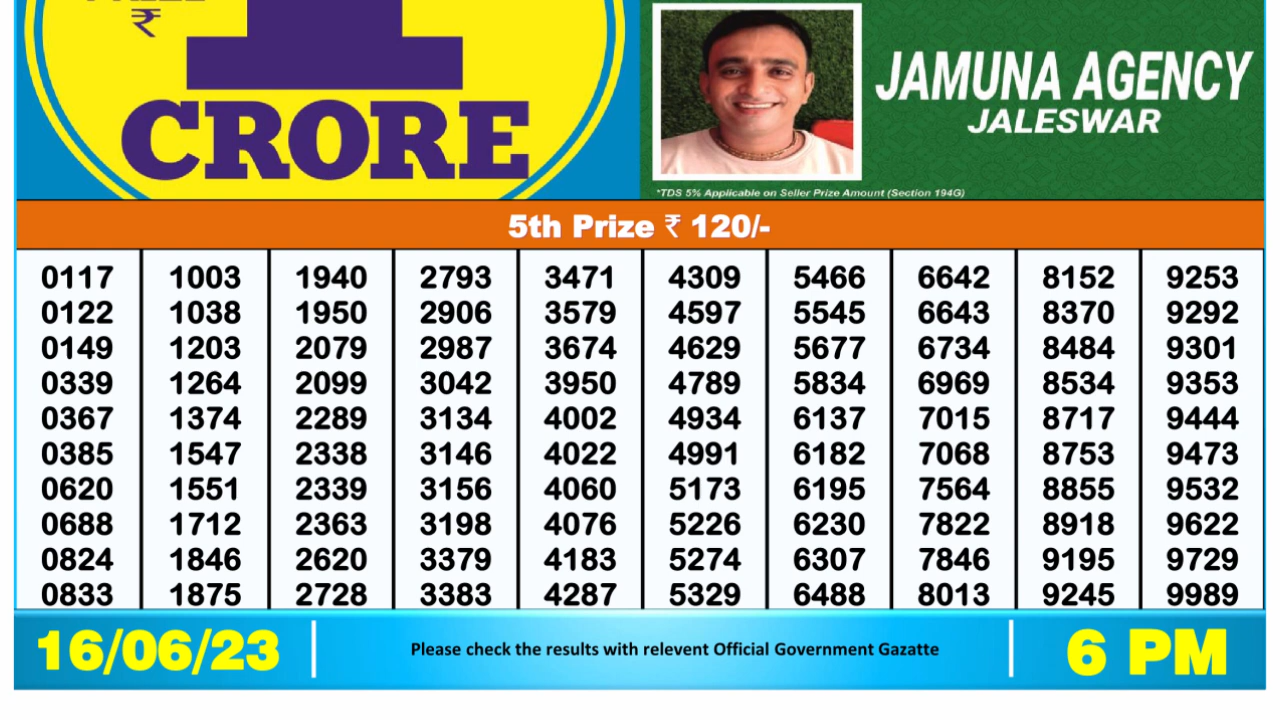 ₹
CRORE
JAMUNA AGENCY
JALESWAR
*TDS 5% Applicable on Seller Prize Amount (Section 194G)
5th Prize ₹ 120/-
0117 1003 1940 2793 3471 4309 5466 6642 8152 9253
0122 1038 1950 2906 3579 4597 5545 6643 8370 9292
0149 1203 2079 2987 3674 4629 5677 6734 8484 9301
0339 1264 2099 3042 3950 4789 5834 6969 8534 9353
0367 1374 2289 3134 4002 4934 6137 7015 8717 9444
0385 1547 2338 3146 4022 4991 6182 7068 8753 9473
0620 1551 2339 3156 4060 5173 6195 7564 8855 9532
0688 1712 2363 3198 4076 5226 6230 7822 8918 9622
0824 1846 2620 3379 4183 5274 6307 7846 9195 9729
0833 1875 2728 3383 4287 5329 6488 8013 9245 9989
16/06/23 Please check the results with relevent Official Government Gazatte 6 PM